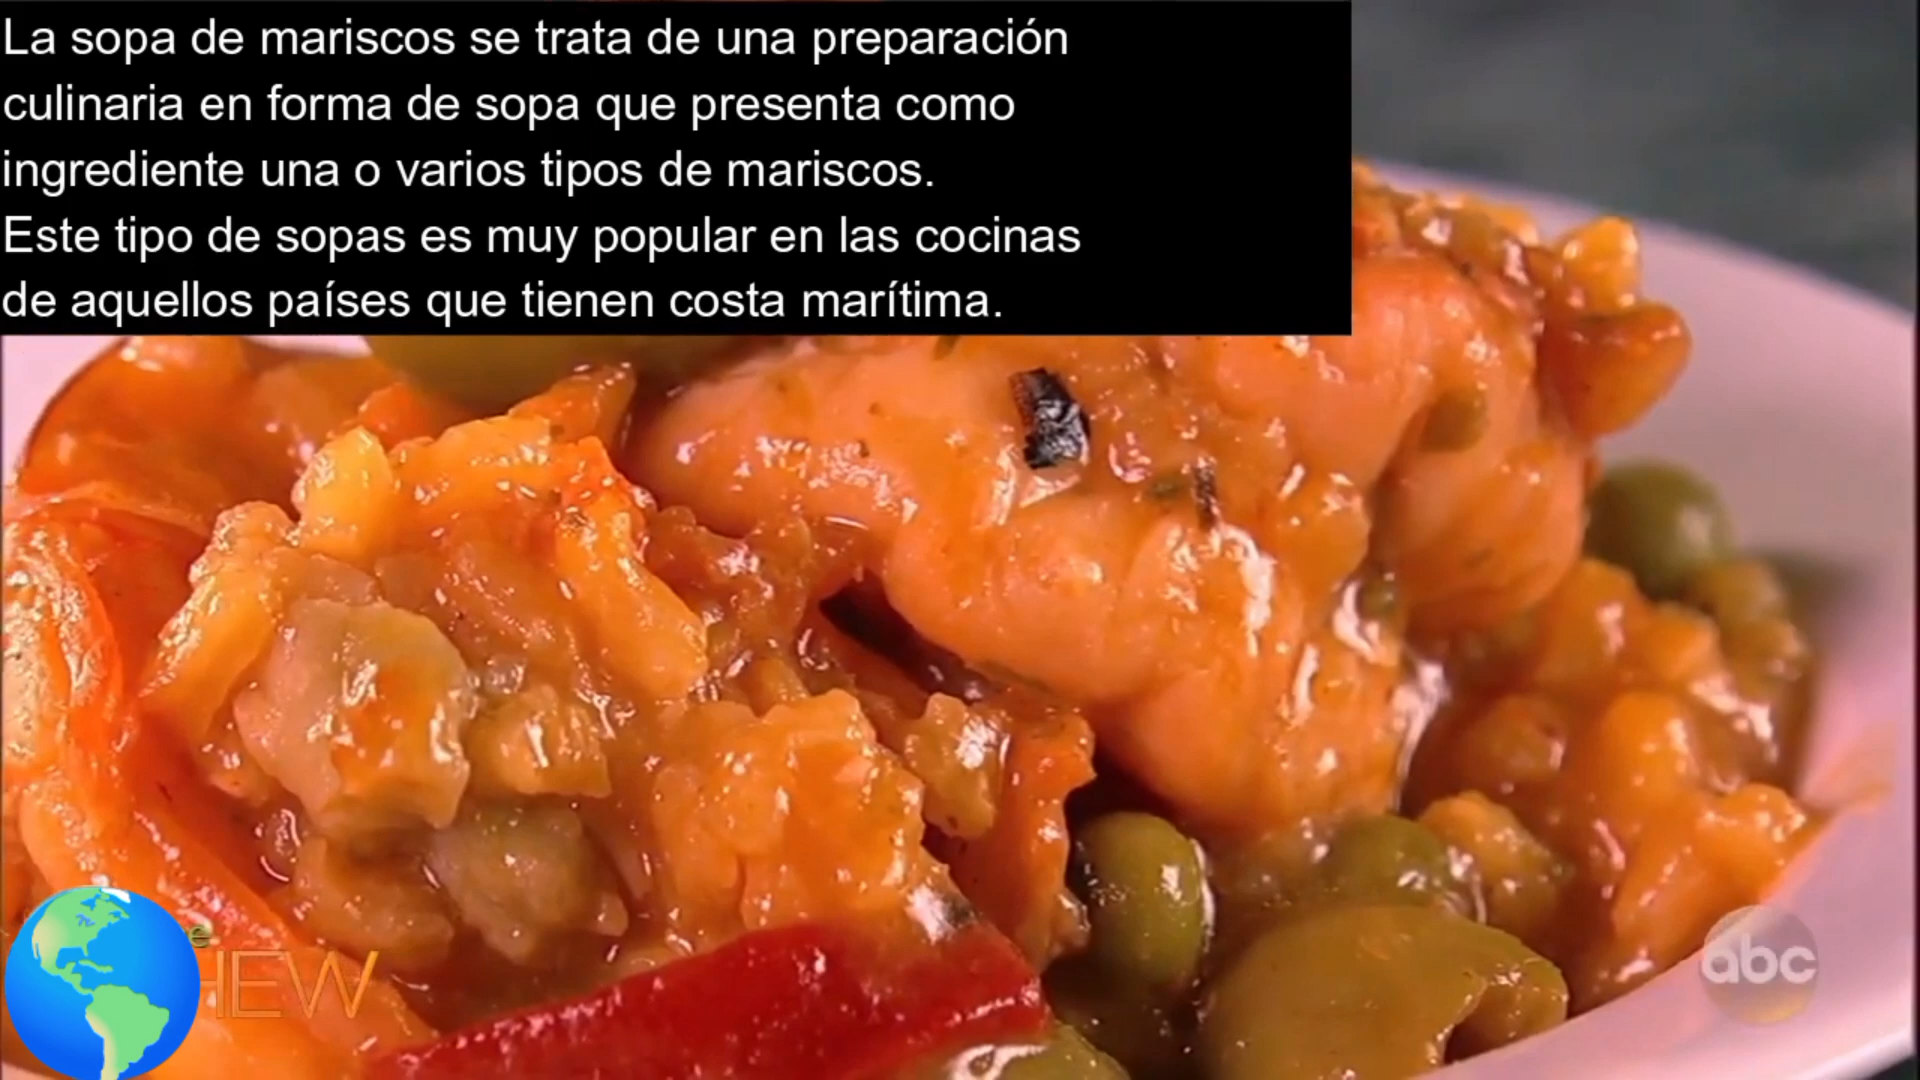 La sopa de mariscos se trata de una preparación
culinaria en forma de sopa que presenta como
ingrediente una o varios tipos de mariscos.
Este tipo de sopas es muy popular en las cocinas
de aquellos países que tienen costa marítima.
abc